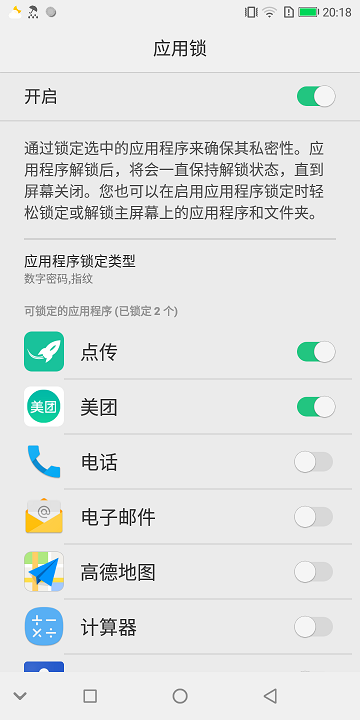 20:18
应用锁
开启
通过锁定选中的应用程序来确保其私密性。应
用程序解锁后，将会一直保持解锁状态，直到
屏幕关闭。您也可以在启用应用程序锁定时轻
松锁定或解锁主屏幕上的应用程序和文件夹。
应用程序锁定类型
数字密码,指纹
可锁定的应用程序 (已锁定 2 个)
点传
美团
美团
电话
@
电子邮件
高德地图
计算器